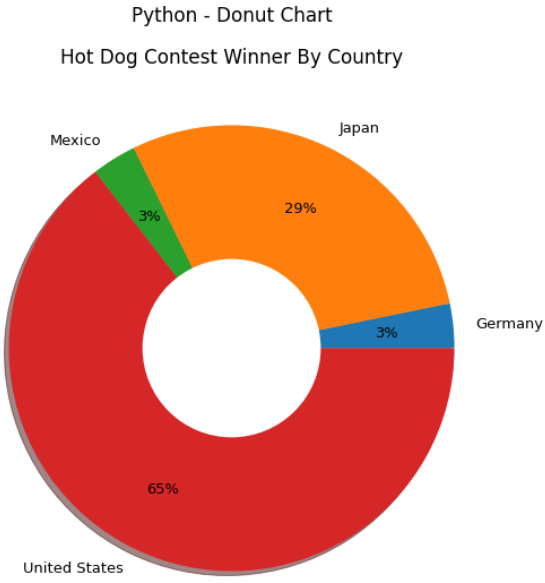 Python - Donut Chart
Hot Dog Contest Winner By Country
Japan
Mexico
29%
3%
Germany
3%
65%
United States